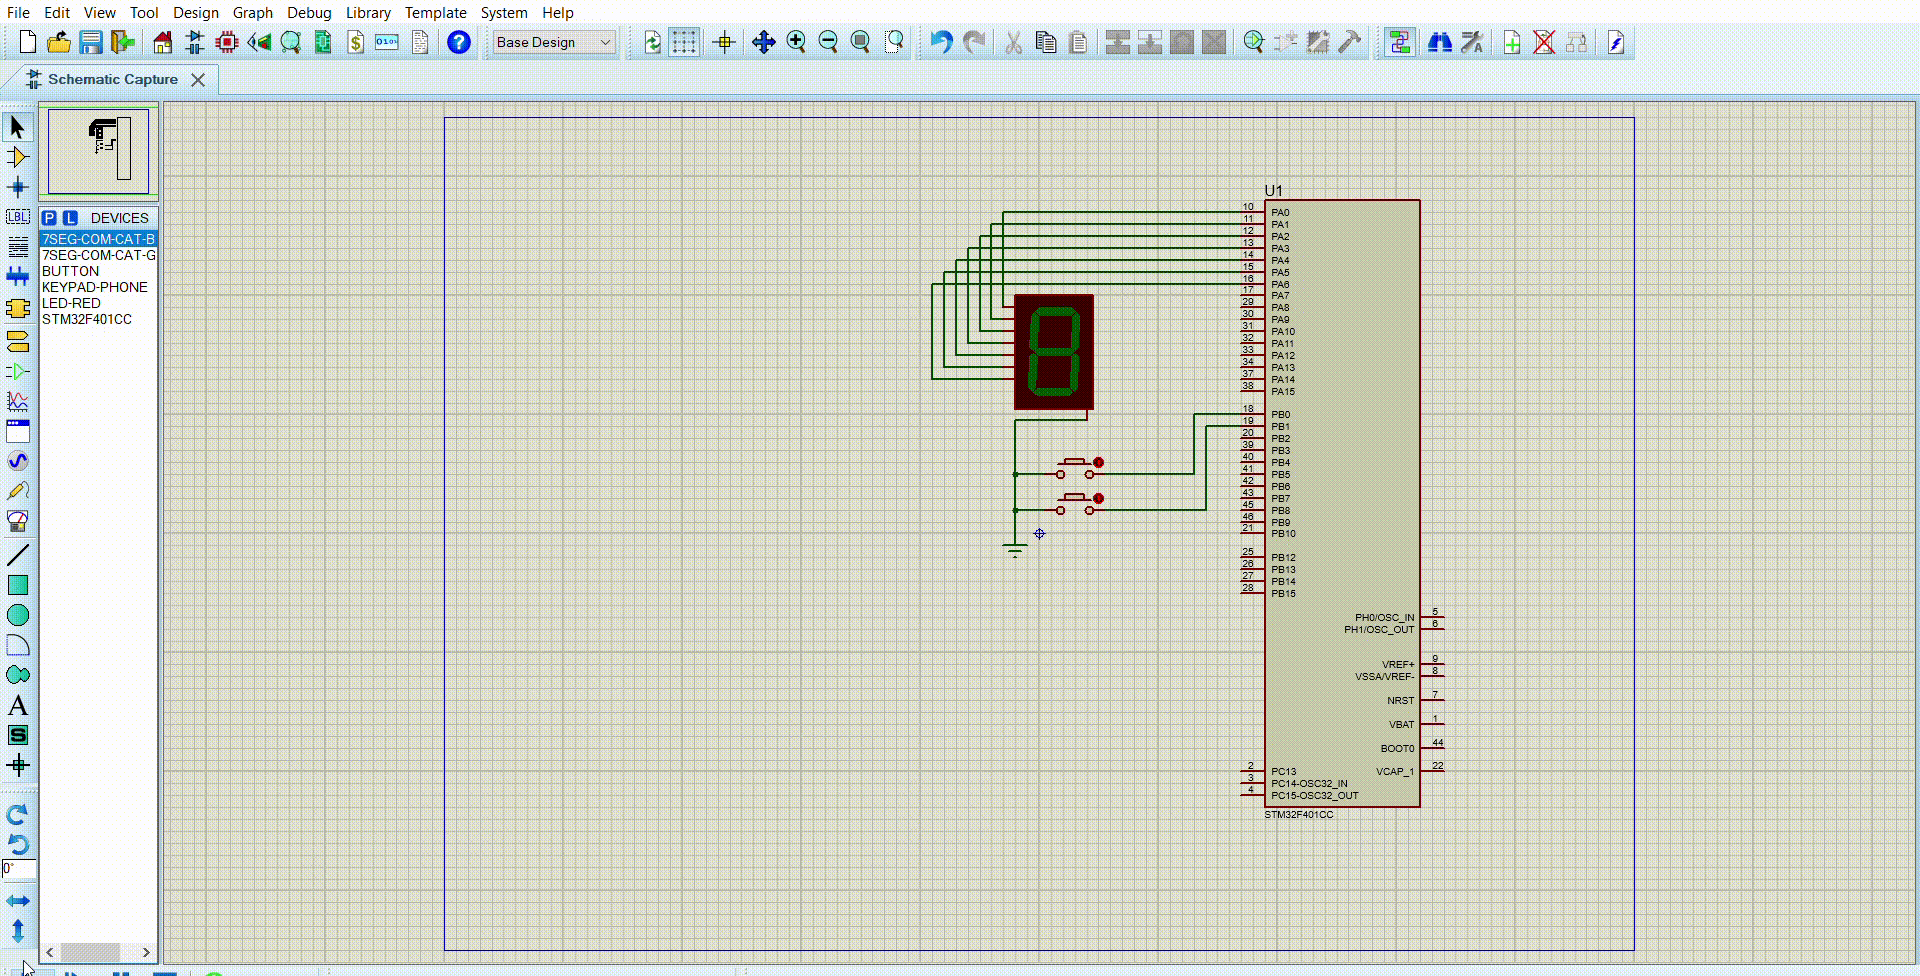 File Edit View Tool Design Graph Debug Library Template System Help
$ 0101 ? Base Design
Schematic Capture
LBL
P L DEVICES
7SEG-COM-CAT-B
7SEG-COM-CAT-G
BUTTON
KEYPAD-PHONE
LED-RED
STM32F401CC
A
S
0°
U1
10 PA0
11 PA1
12 PA2
13 PA3
14 PA4
15 PA5
16 PA6
17 PA7
29 PA8
30 PA9
31 PA10
32 PA11
33 PA12
34 PA13
37 PA14
38 PA15
18 PB0
19 PB1
20 PB2
39 PB3
40 PB4
41 PB5
42 PB6
43 PB7
45 PB8
46 PB9
21 PB10
25 PB12
26 PB13
27 PB14
28 PB15
PH0/OSC_IN 5
PH1/OSC_OUT 6
VREF+ 9
VSSA/VREF- 8
NRST 7
VBAT 1
BOOT0 44
2 PC13 VCAP_1 22
3 PC14-OSC32_IN
4 PC15-OSC32_OUT
STM32F401CC